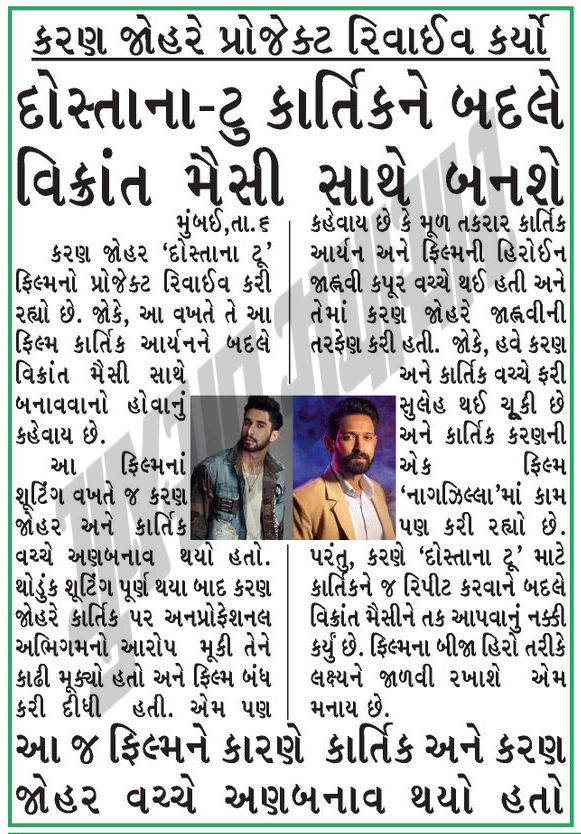 કરણ જોહરે પ્રોજેક્ટ રિવાઈવ કર્યો
દોસ્તાના-ટુ કાર્તિકને બદલે
વિક્રાંત મૈસી સાથે બનશે
મુંબઈ,તા.૬
કરણ જોહર ‘દોસ્તાના ટૂ’
ફિલ્મનો પ્રોજેક્ટ રિવાઈવ કરી
રહ્યો છે. જોકે, આ વખતે તે આ
ફિલ્મ કાર્તિક આર્યનને બદલે
વિક્રાંત મૈસી સાથે
બનાવવાનો હોવાનું
કહેવાય છે.
આ ફિલ્મનાં
શૂટિંગ વખતે જ કરણ
જોહર અને કાર્તિક
વચ્ચે અણબનાવ થયો હતો.
થોડુંક શૂટિંગ પૂર્ણ થયા બાદ કરણ
જોહરે કાર્તિક પર અનપ્રોફેશનલ
અભિગમનો આરોપ મૂકી તેને
કાઢી મૂક્યો હતો અને ફિલ્મ બંધ
કરી દીધી હતી. એમ પણ
કહેવાય છે કે મૂળ તકરાર કાર્તિક
આર્યન અને ફિલ્મની હિરોઈન
જાહ્નવી કપૂર વચ્ચે થઈ હતી અને
તેમાં કરણ જોહરે જાહ્નવીની
તરફેણ કરી હતી. જોકે, હવે કરણ
અને કાર્તિક વચ્ચે ફરી
સુલેહ થઈ ચૂકી છે
અને કાર્તિક કરણની
એક ફિલ્મ
‘નાગઝિલ્લા’માં કામ
પણ કરી રહ્યો છે.
પરંતુ, કરણે ‘દોસ્તાના ટૂ’ માટે
કાર્તિકને જ રિપીટ કરવાને બદલે
વિક્રાંત મૈસીને તક આપવાનું નક્કી
કર્યું છે. ફિલ્મના બીજા હિરો તરીકે
લક્ષ્યને જાળવી રખાશે એમ
મનાય છે.
આ જ ફિલ્મને કારણે કાર્તિક અને કરણ
જોહર વચ્ચે અણબનાવ થયો હતો